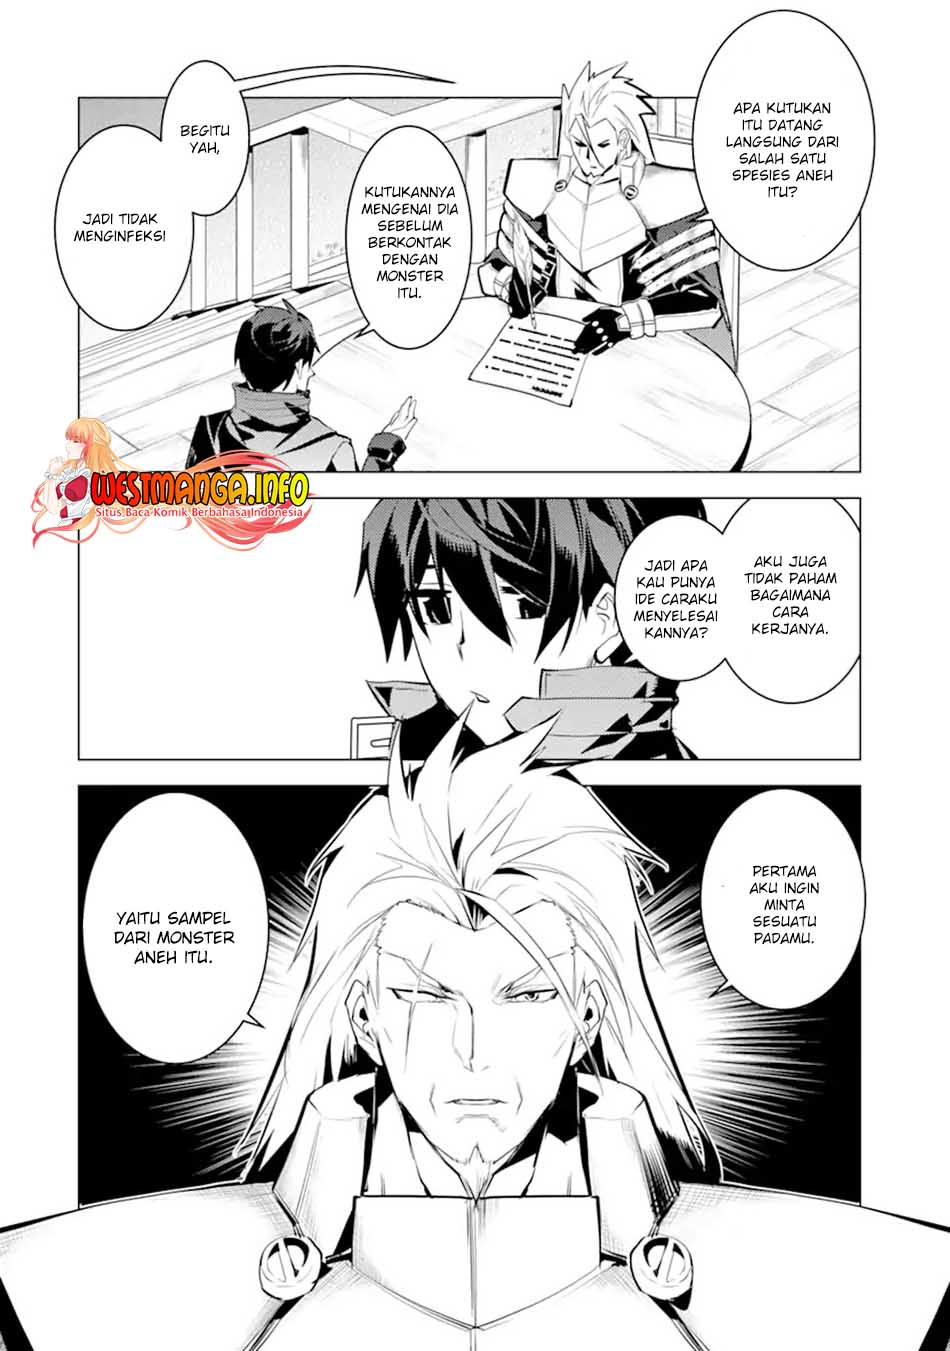 APA KUTUKAN
ITU DATANG
LANGSUNG DARI
SALAH SATU
SPESIES ANEH
ITU?
KUTUKANNYA
MENGENAI DIA
SEBELUM
BERKONTAK
DENGAN
MONSTER
ITU.
BEGITU
YAH,
JADI TIDAK
MENGINFEKSI
WESTMANGA.INFO
Situs Baca Komik Berbahasa Indonesia
AKU JUGA
TIDAK PAHAM
BAGAIMANA
CARA
KERJANYA.
JADI APA
KAU PUNYA
IDE CARAKU
MENYELESAI
KANNYA?
PERTAMA
AKU INGIN
MINTA
SESUATU
PADAMU.
YAITU SAMPEL
DARI MONSTER
ANEH ITU.